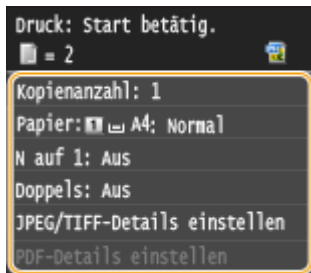 Druck: Start betätig.
= 2
Kopienanzahl: 1
Papier: 1 A4: Normal
N auf 1: Aus
Doppels: Aus
JPEG/TIFF-Details einstellen
PDF-Details einstellen